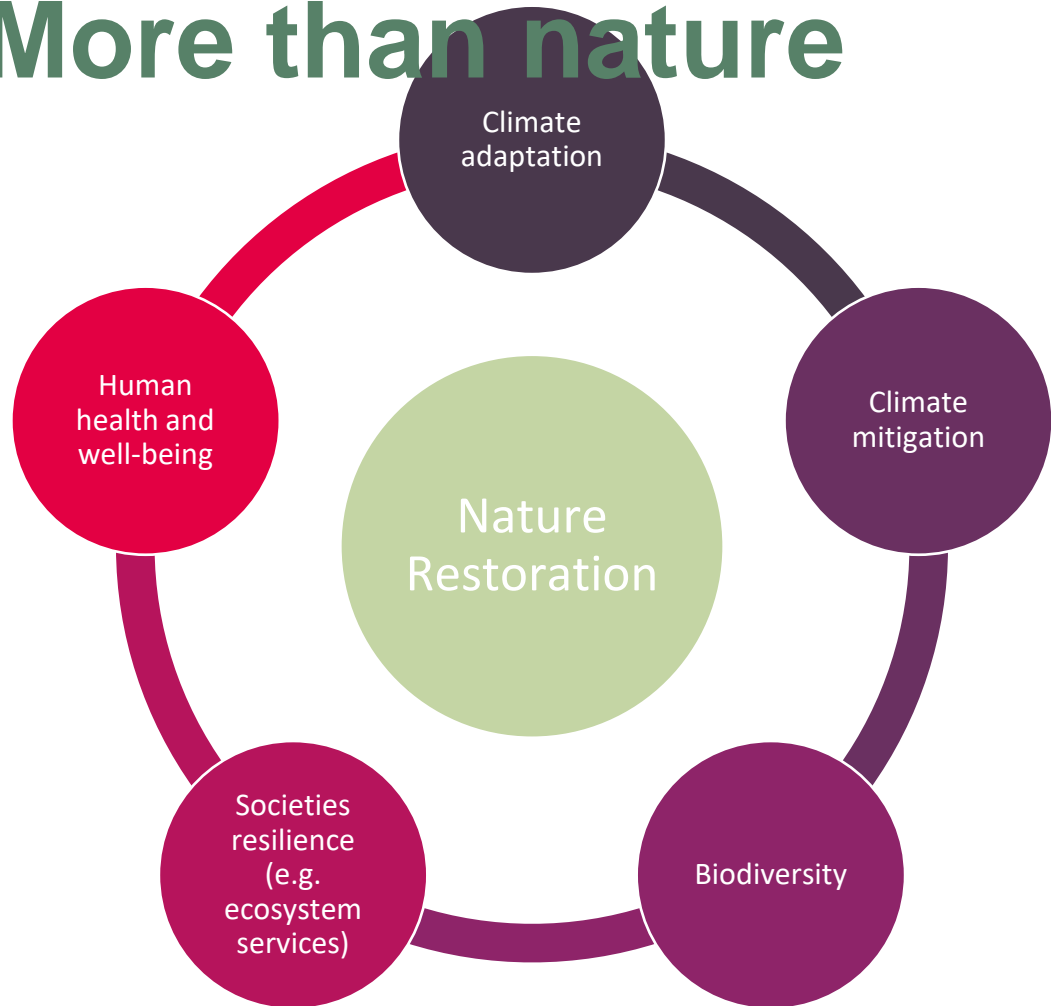 More than nature
Climate
adaptation
Climate
mitigation
Human
health and
well-being
Nature
Restoration
Societies
resilience
(e.g.
ecosystem
services)
Biodiversity